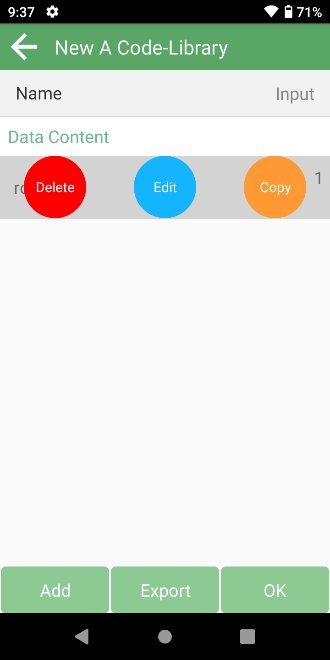 9:37 71%
New A Code-Library
Name Input
Data Content
Delete Edit Copy 1
Add Export OK